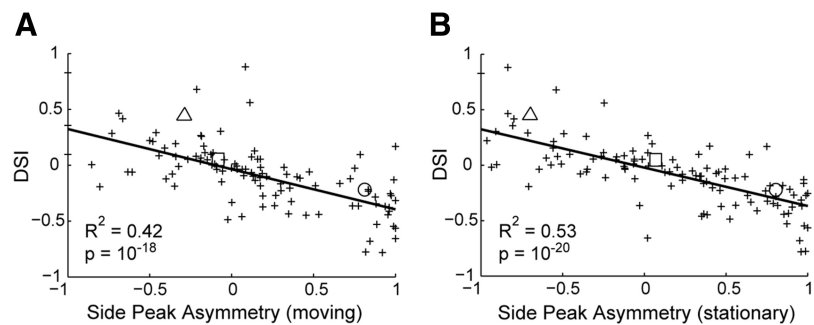 A
B
1
0.5
0
−0.5
−1
DSI
R² = 0.42
p = 10⁻¹⁸
−1
−0.5
0
0.5
1
Side Peak Asymmetry (moving)
1
0.5
0
−0.5
−1
DSI
R² = 0.53
p = 10⁻²⁰
−1
−0.5
0
0.5
1
Side Peak Asymmetry (stationary)